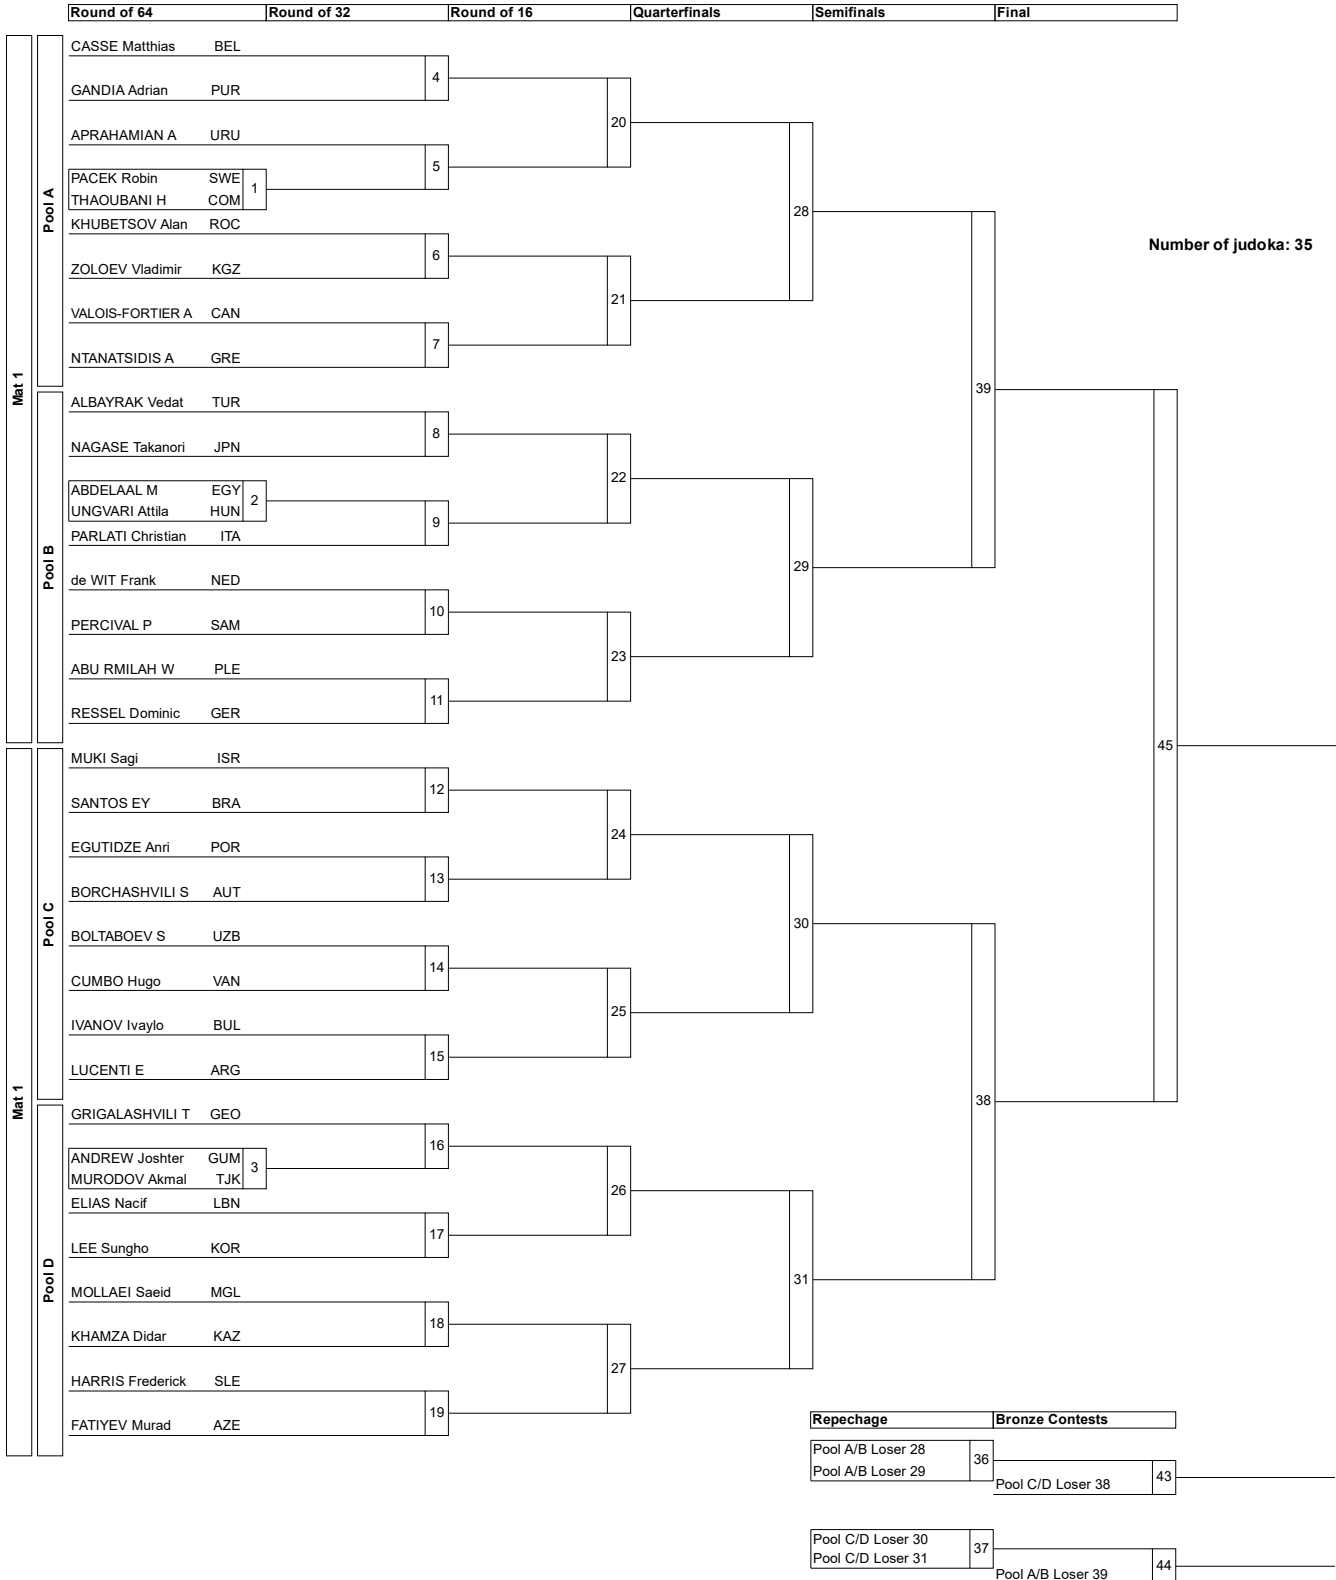 Round of 64 Round of 32 Round of 16 Quarterfinals Semifinals Final
Number of judoka: 35
Mat 1
Pool A
CASSE Matthias BEL
4
GANDIA Adrian PUR
20
APRAHAMIAN A URU
5
PACEK Robin SWE
1
THAOUBANI H COM
28
KHUBETSOV Alan ROC
6
ZOLOEV Vladimir KGZ
21
VALOIS-FORTIER A CAN
7
NTANATSIDIS A GRE
39
Pool B
ALBAYRAK Vedat TUR
8
NAGASE Takanori JPN
22
ABDELAAL M EGY
2
UNGVARI Attila HUN
9
PARLATI Christian ITA
29
de WIT Frank NED
10
PERCIVAL P SAM
23
ABU RMILAH W PLE
11
RESSEL Dominic GER
45
Mat 1
Pool C
MUKI Sagi ISR
12
SANTOS EY BRA
24
EGUTIDZE Anri POR
13
BORCHASHVILI S AUT
30
BOLTABOEV S UZB
14
CUMBO Hugo VAN
25
IVANOV Ivaylo BUL
15
LUCENTI E ARG
38
Pool D
GRIGALASHVILI T GEO
16
ANDREW Joshter GUM
3
MURODOV Akmal TJK
26
ELIAS Nacif LBN
17
LEE Sungho KOR
31
MOLLAEI Saeid MGL
18
KHAMZA Didar KAZ
27
HARRIS Frederick SLE
19
FATIYEV Murad AZE
Repechage Bronze Contests
Pool A/B Loser 28
36
Pool A/B Loser 29
43
Pool C/D Loser 38
Pool C/D Loser 30
37
Pool C/D Loser 31
44
Pool A/B Loser 39